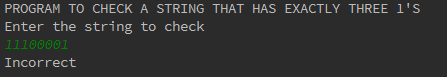 PROGRAM TO CHECK A STRING THAT HAS EXACTLY THREE 1'S
Enter the string to check
11100001
Incorrect